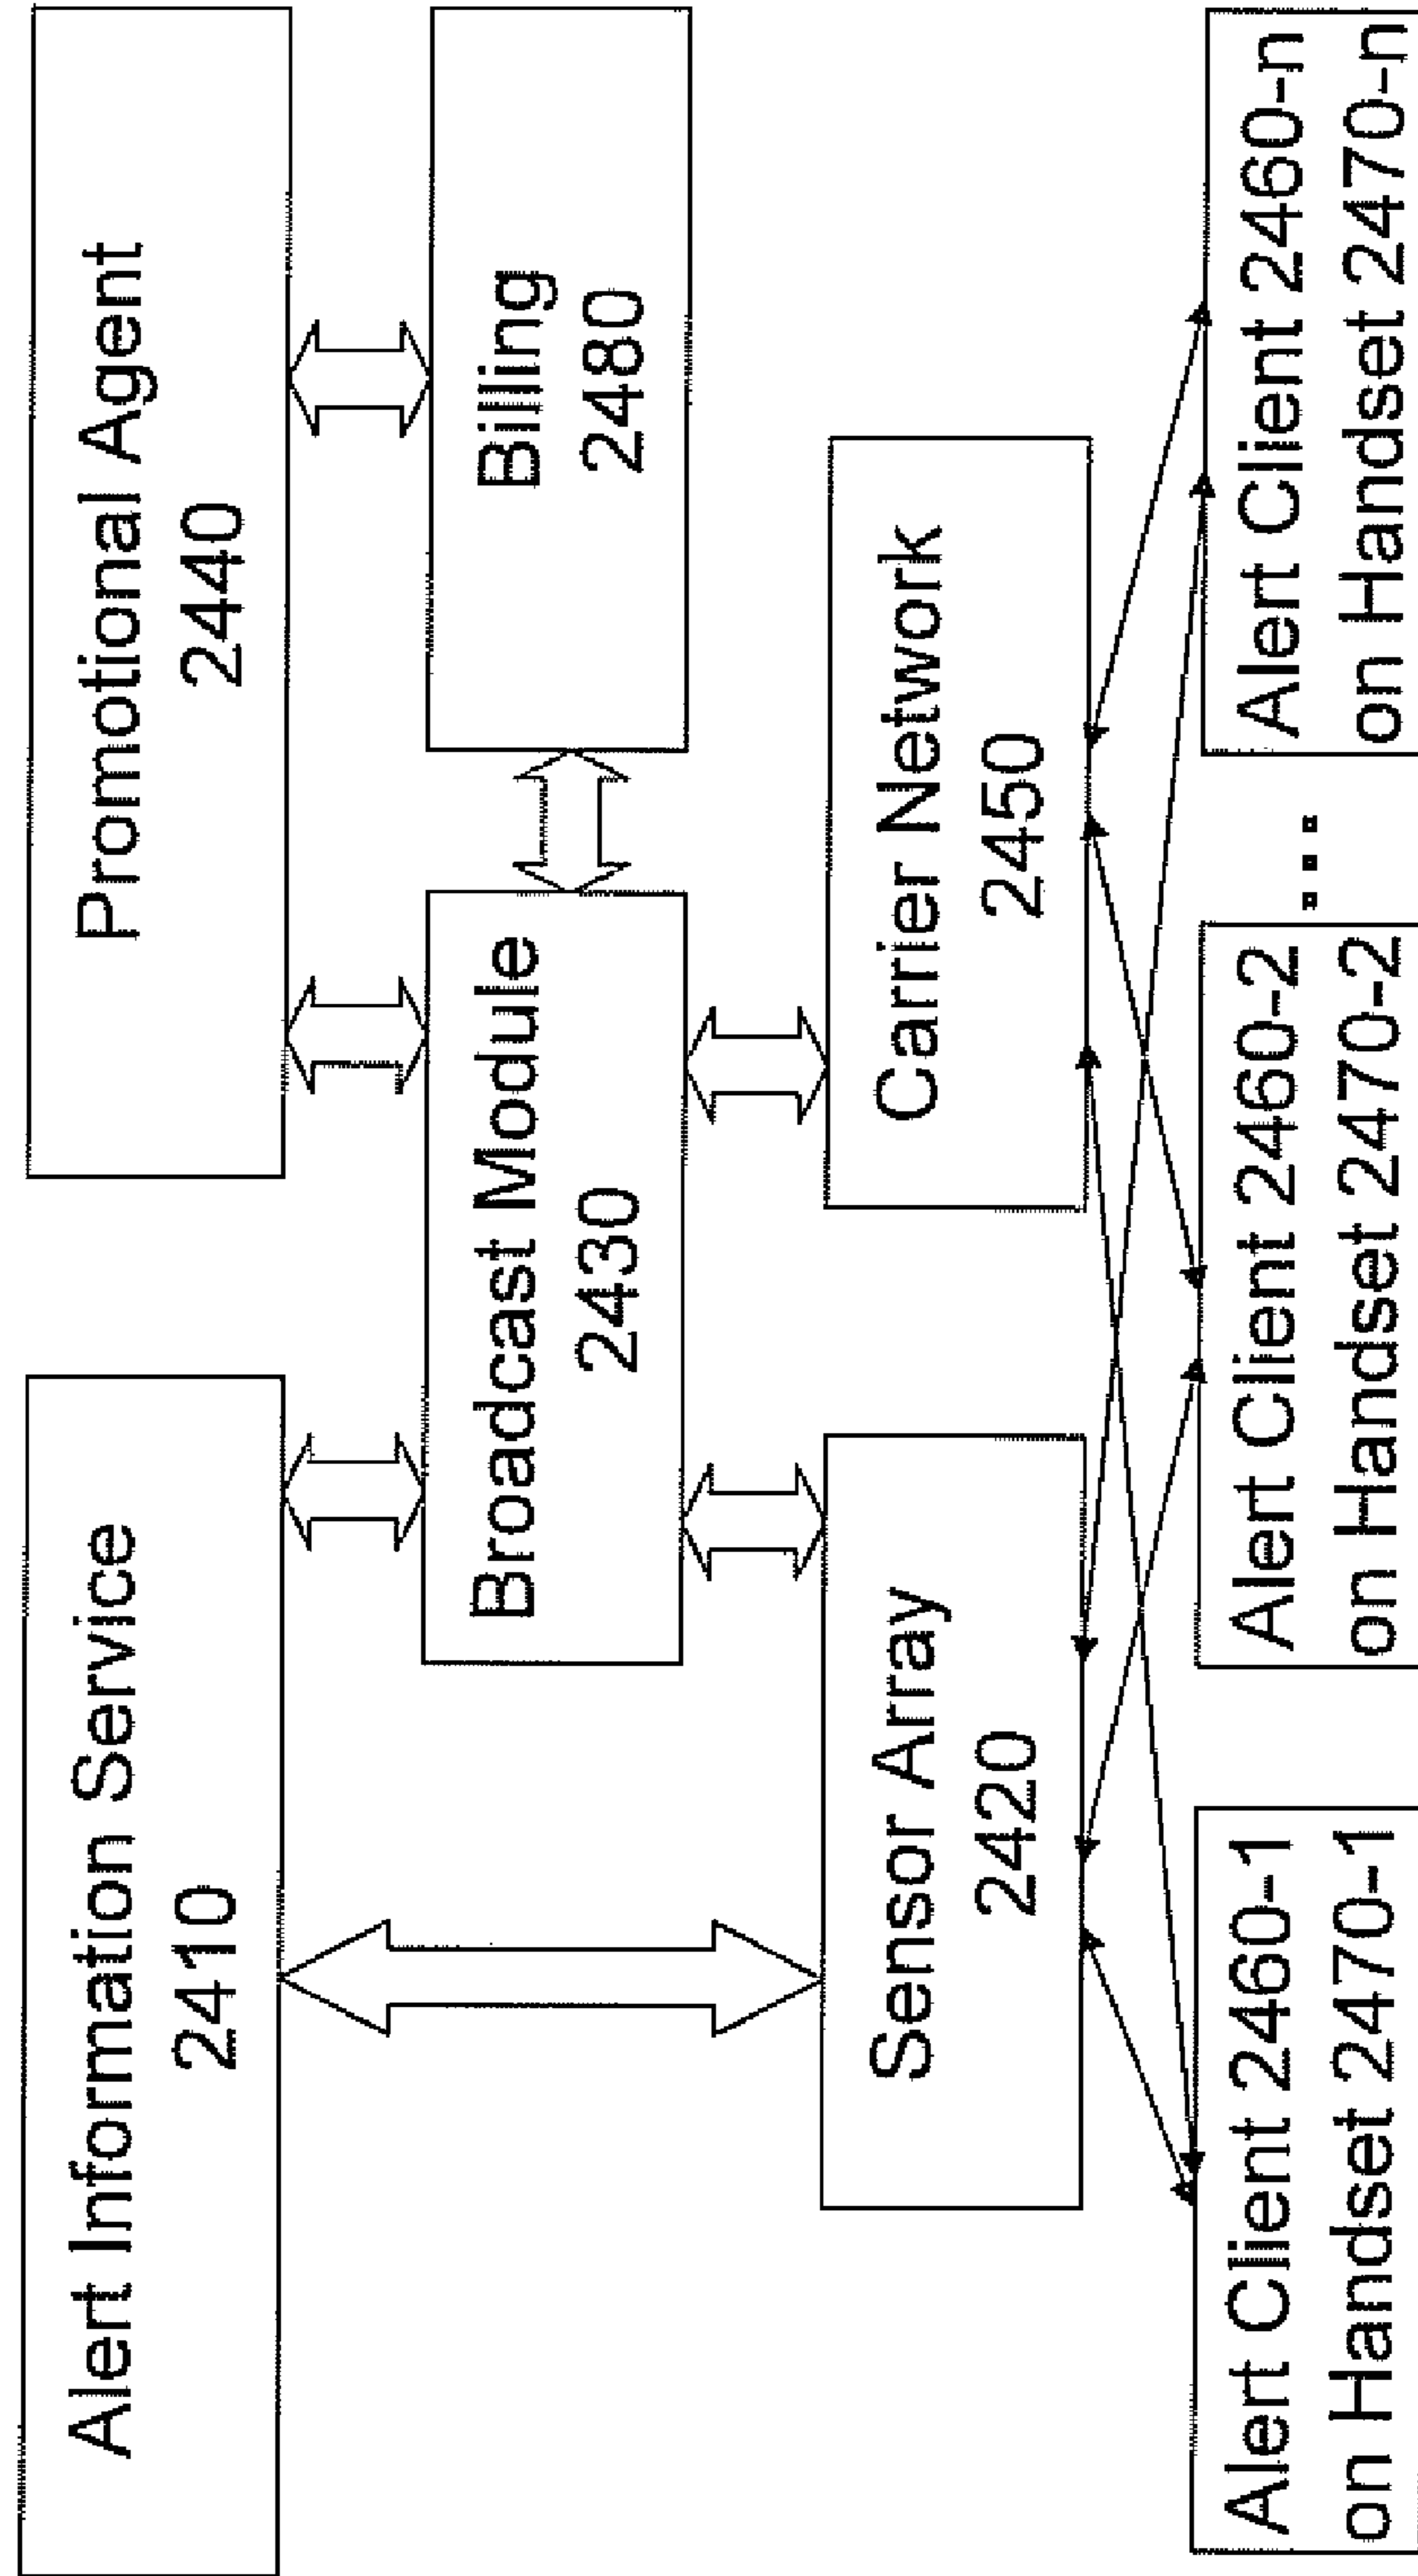 Alert Information Service
2410
Promotional Agent
2440
Broadcast Module
2430
Billing
2480
Sensor Array
2420
Carrier Network
2450
Alert Client 2460-1
on Handset 2470-1
Alert Client 2460-2
on Handset 2470-2
...
Alert Client 2460-n
on Handset 2470-n